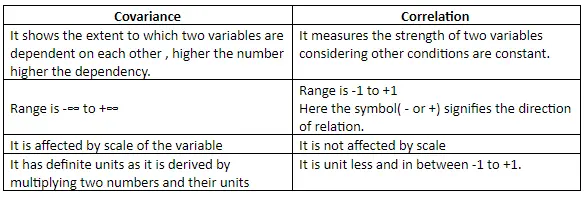 Covariance
Correlation
It shows the extent to which two variables are
dependent on each other , higher the number
higher the dependency.
It measures the strength of two variables
considering other conditions are constant.
Range is -∞ to +∞
Range is -1 to +1
Here the symbol( - or +) signifies the direction
of relation.
It is affected by scale of the variable
It is not affected by scale
It has definite units as it is derived by
multiplying two numbers and their units
It is unit less and in between -1 to +1.